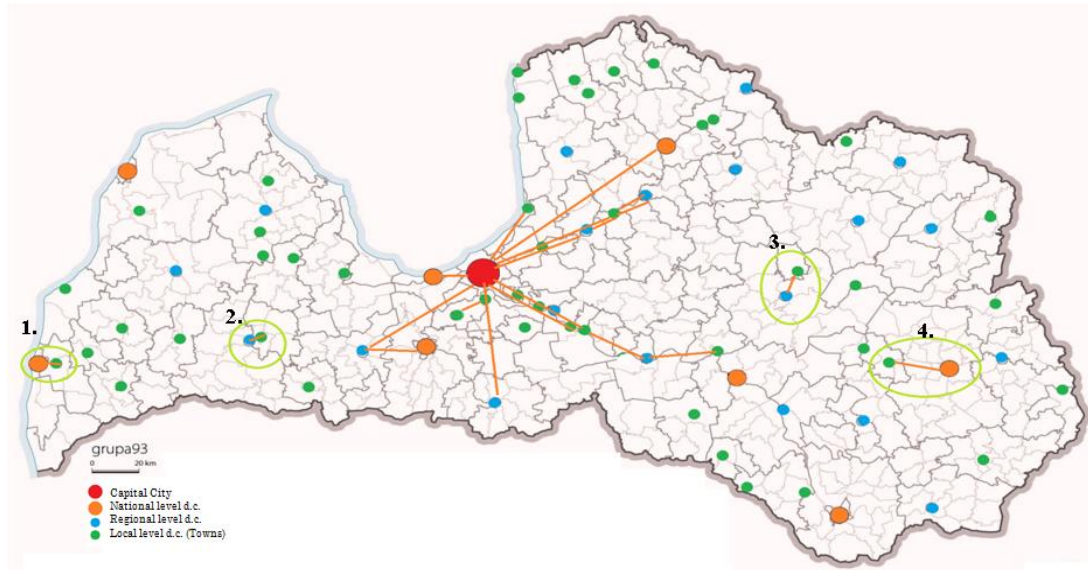 3.
1.
2.
4.
grupa93
0 20 km
Capital City
National level d.c.
Regional level d.c.
Local level d.c. (Towns)